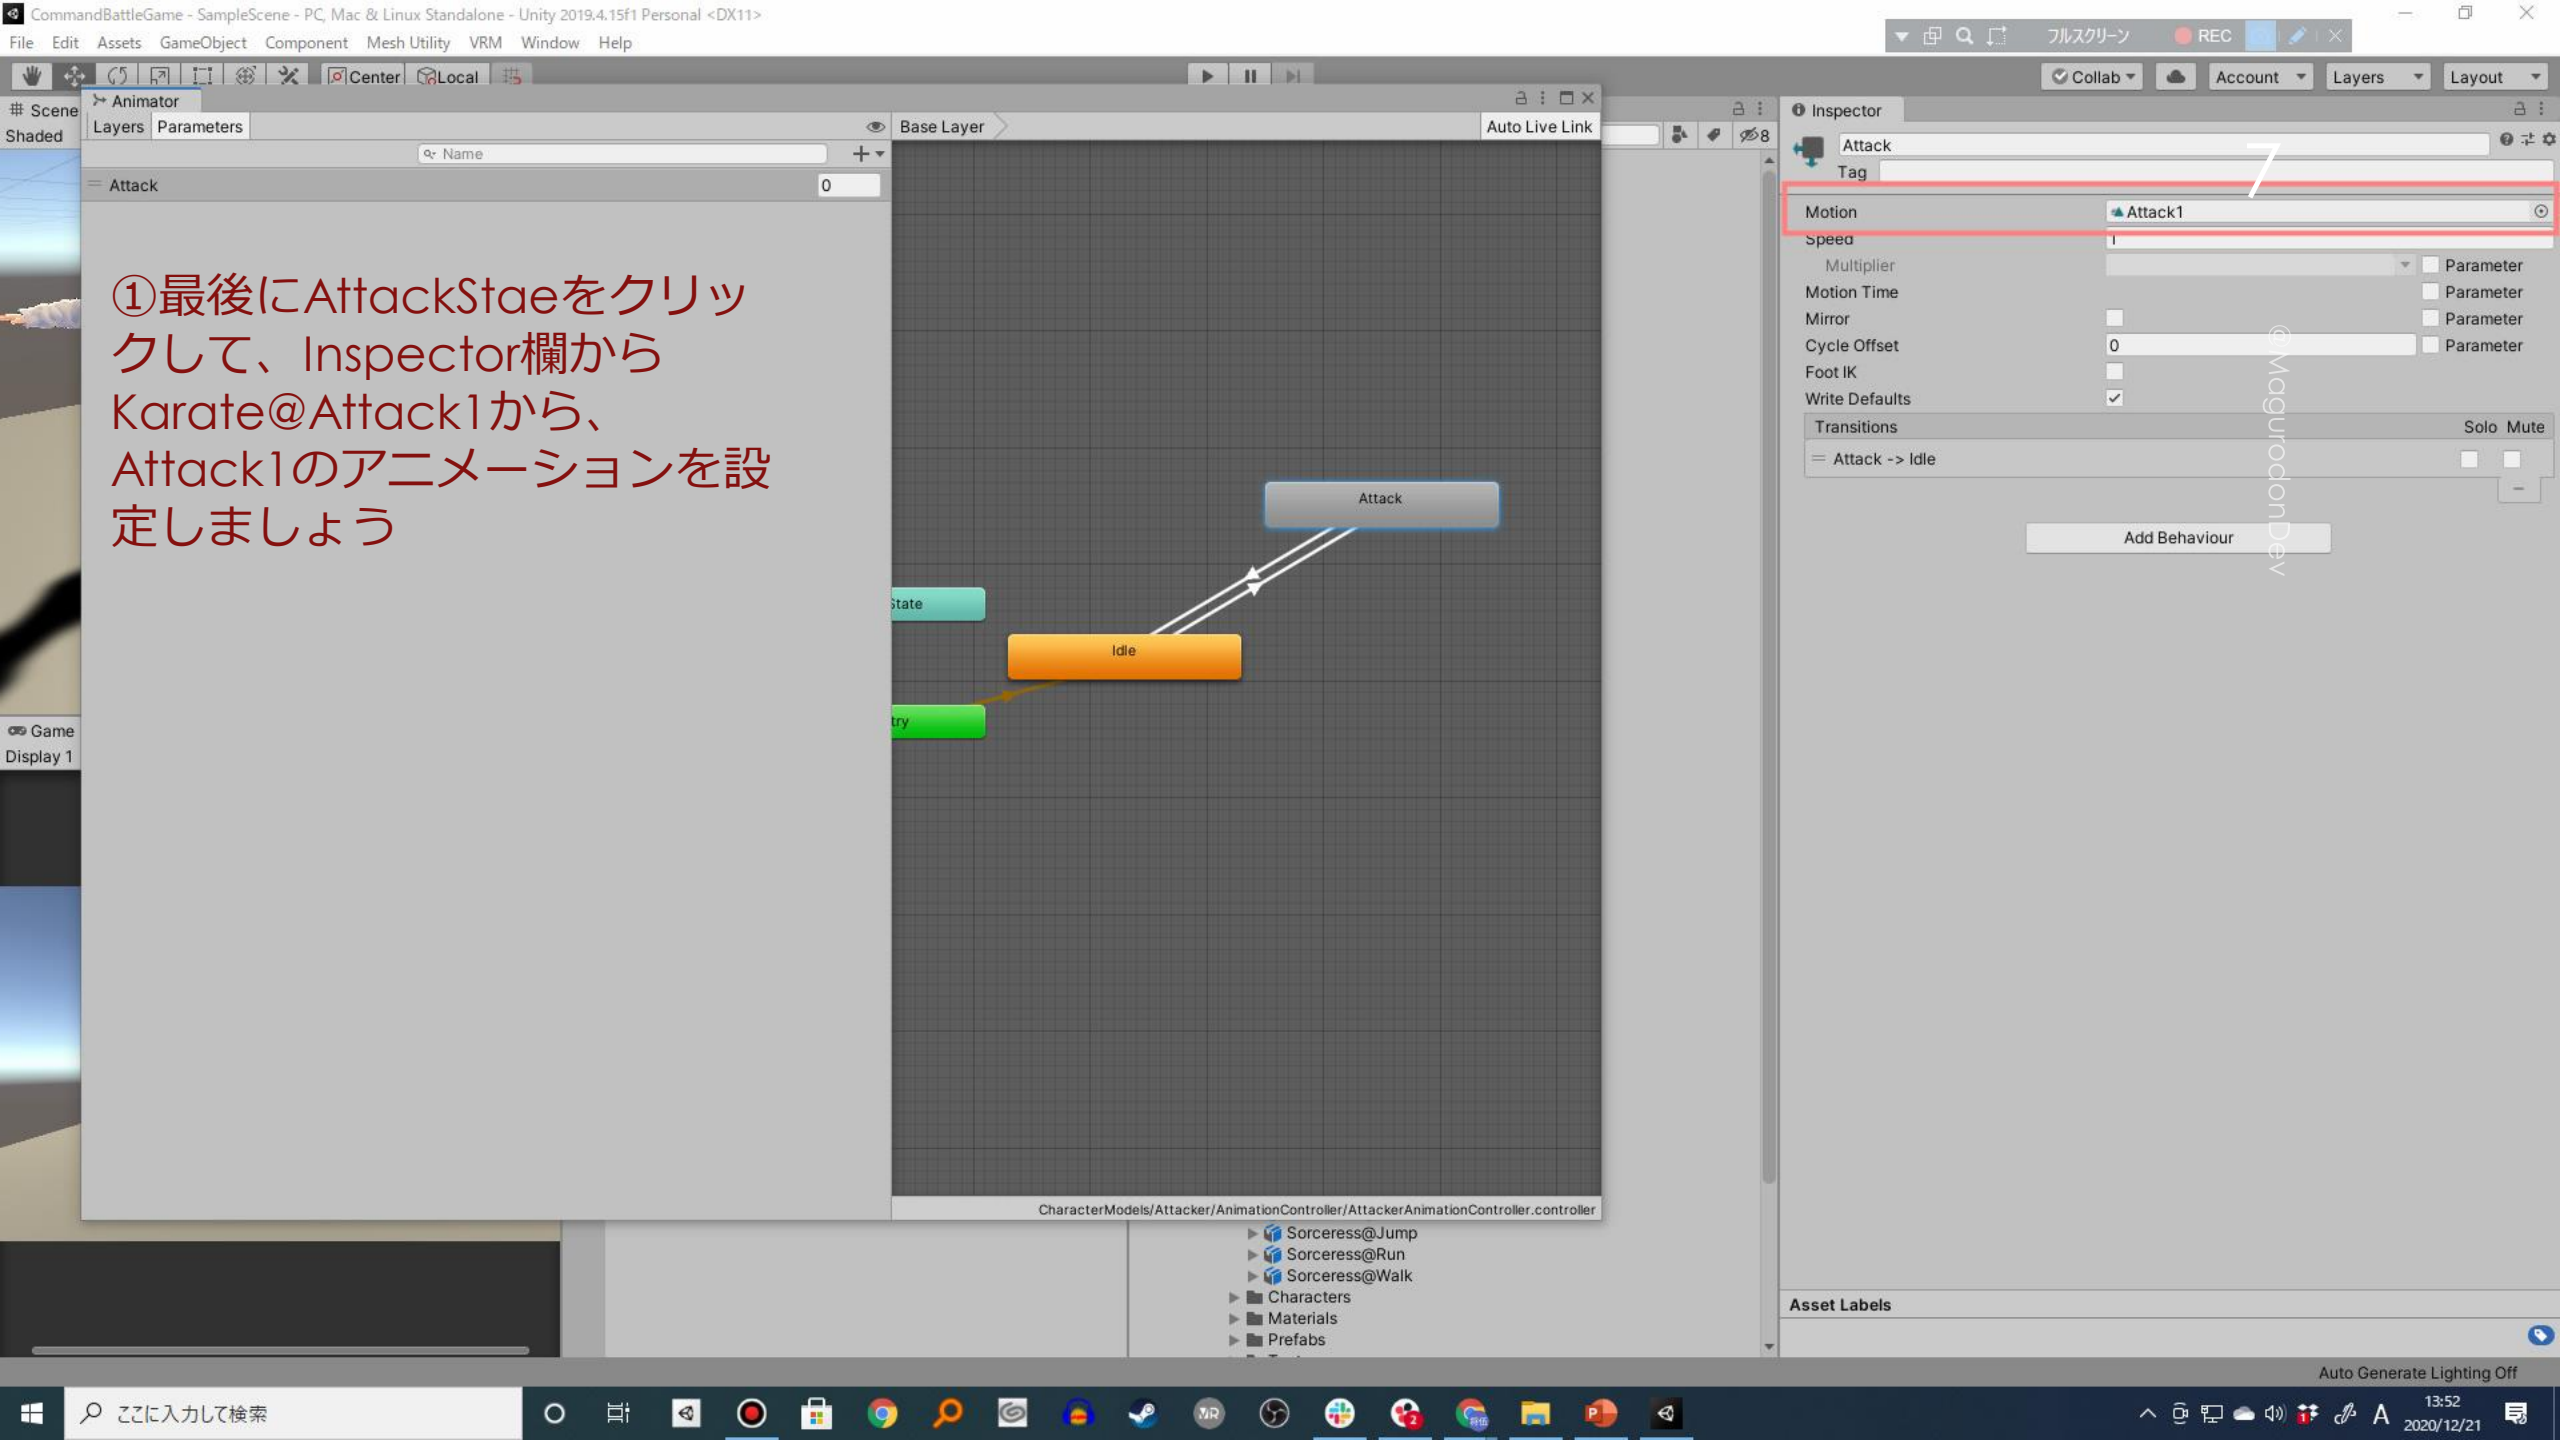 CommandBattleGame - SampleScene - PC, Mac & Linux Standalone - Unity 2019.4.15f1 Personal <DX11>
File Edit Assets GameObject Component Mesh Utility VRM Window Help
フルスクリーン REC
Center Local
Collab Account Layers Layout
Scene
Shaded
Animator
Layers Parameters
Name
Attack 0
Base Layer
Auto Live Link
8
①最後にAttackStaeをクリッ
クして、Inspector欄から
Karate@Attack1から、
Attack1のアニメーションを設
定しましょう
Attack
State
Idle
try
CharacterModels/Attacker/AnimationController/AttackerAnimationController.controller
Game
Display 1
Sorceress@Jump
Sorceress@Run
Sorceress@Walk
Characters
Materials
Prefabs
Inspector
Attack
7
Tag
Motion Attack1
Speed 1
Multiplier Parameter
Motion Time Parameter
Mirror Parameter
Cycle Offset 0 Parameter
Foot IK
Write Defaults
Transitions Solo Mute
Attack -> Idle
Add Behaviour
@MagurodonDev
Asset Labels
Auto Generate Lighting Off
ここに入力して検索
A
13:52
2020/12/21